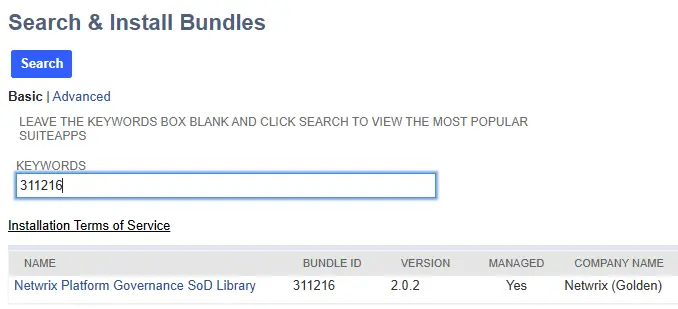 Search & Install Bundles
Search
Basic | Advanced
LEAVE THE KEYWORDS BOX BLANK AND CLICK SEARCH TO VIEW THE MOST POPULAR
SUITEAPPS
KEYWORDS
311216
Installation Terms of Service
NAME BUNDLE ID VERSION MANAGED COMPANY NAME
Netwrix Platform Governance SoD Library 311216 2.0.2 Yes Netwrix (Golden)